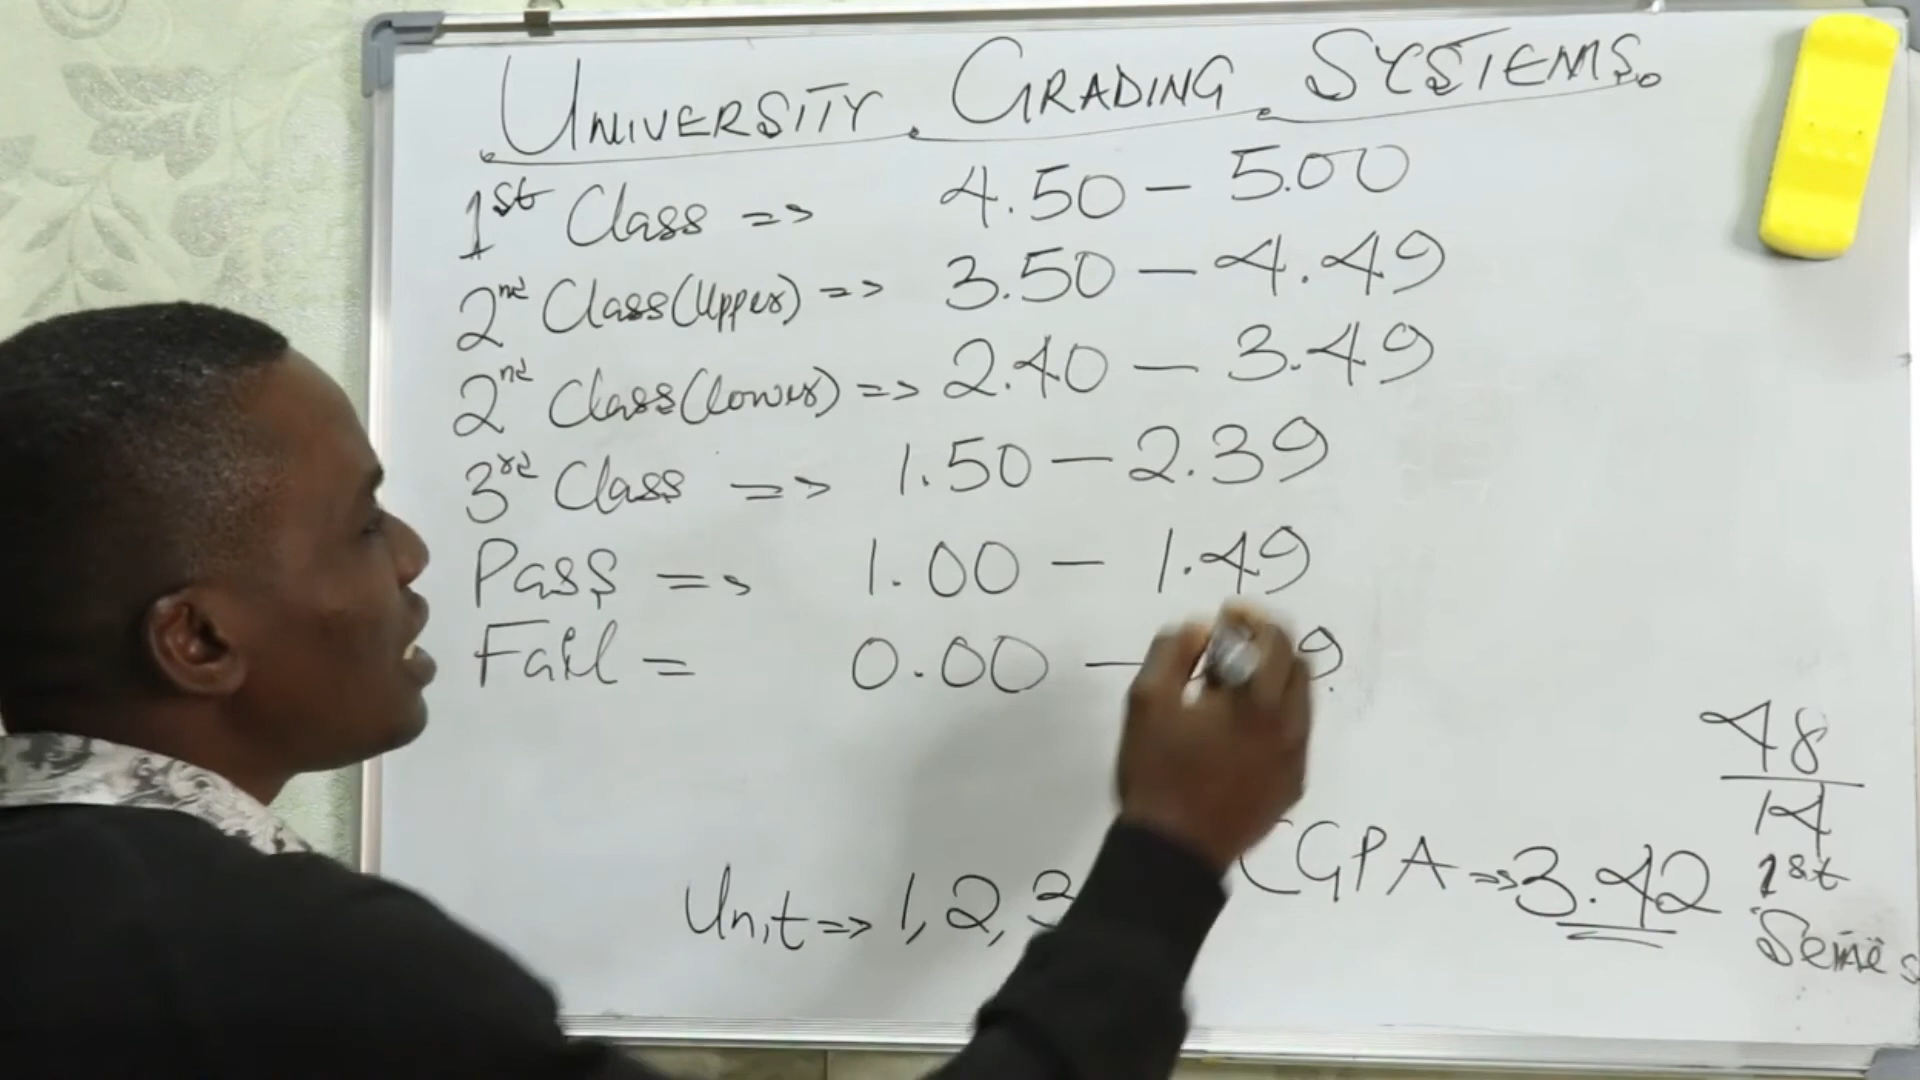 UNIVERSITY GRADING SYSTEMS.
1st Class => 4.50 - 5.00
2nd Class (Upper) => 3.50 - 4.49
2nd Class (lower) => 2.40 - 3.49
3rd Class => 1.50 - 2.39
Pass => 1.00 - 1.49
Fail = 0.00 -
48
14
CGPA => 3.42 1st
Unit => 1, 2, 3